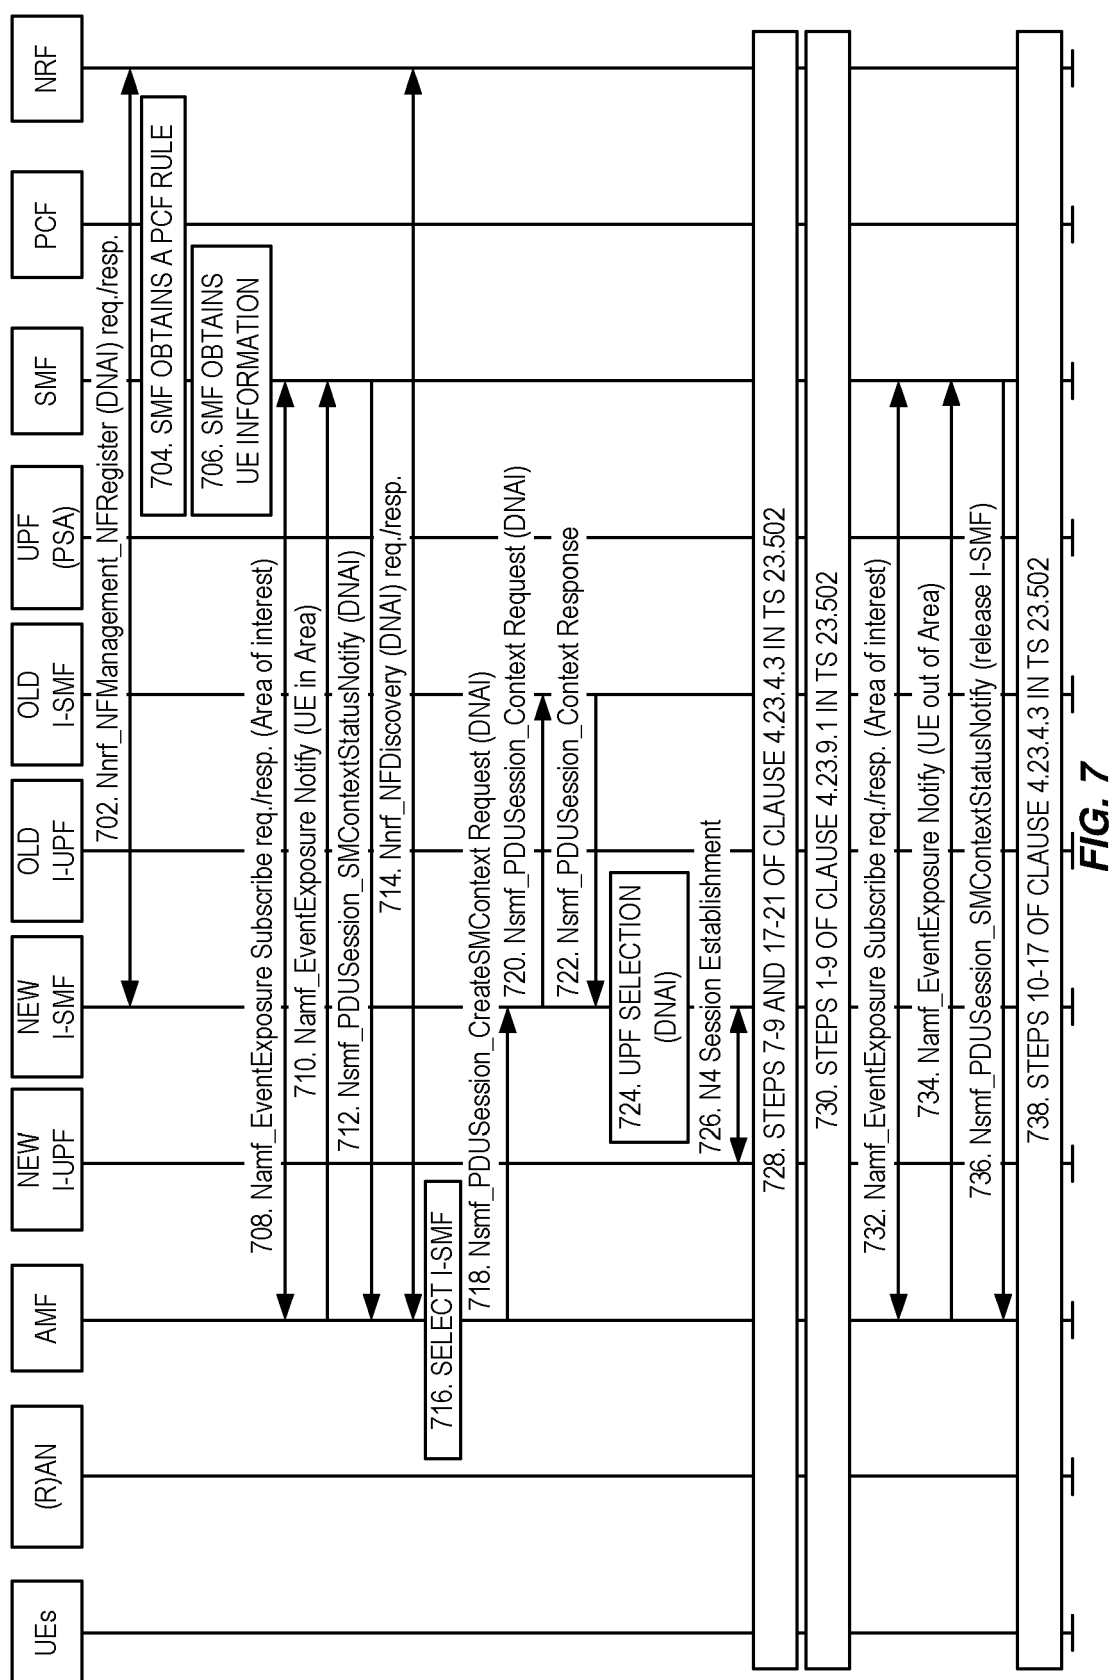 UEs
(R)AN
AMF
NEW
I-UPF
NEW
I-SMF
OLD
I-UPF
OLD
I-SMF
UPF
(PSA)
SMF
PCF
NRF
702. Nnrf_NFManagement_NFRegister (DNAI) req./resp.
704. SMF OBTAINS A PCF RULE
706. SMF OBTAINS
UE INFORMATION
708. Namf_EventExposure Subscribe req./resp. (Area of interest)
710. Namf_EventExposure Notify (UE in Area)
712. Nsmf_PDUSession_SMContextStatusNotify (DNAI)
714. Nnrf_NFDiscovery (DNAI) req./resp.
716. SELECT I-SMF
718. Nsmf_PDUSession_CreateSMContext Request (DNAI)
720. Nsmf_PDUSession_Context Request (DNAI)
722. Nsmf_PDUSession_Context Response
724. UPF SELECTION
(DNAI)
726. N4 Session Establishment
728. STEPS 7-9 AND 17-21 OF CLAUSE 4.23.4.3 IN TS 23.502
730. STEPS 1-9 OF CLAUSE 4.23.9.1 IN TS 23.502
732. Namf_EventExposure Subscribe req./resp. (Area of interest)
734. Namf_EventExposure Notify (UE out of Area)
736. Nsmf_PDUSession_SMContextStatusNotify (release I-SMF)
738. STEPS 10-17 OF CLAUSE 4.23.4.3 IN TS 23.502
FIG. 7